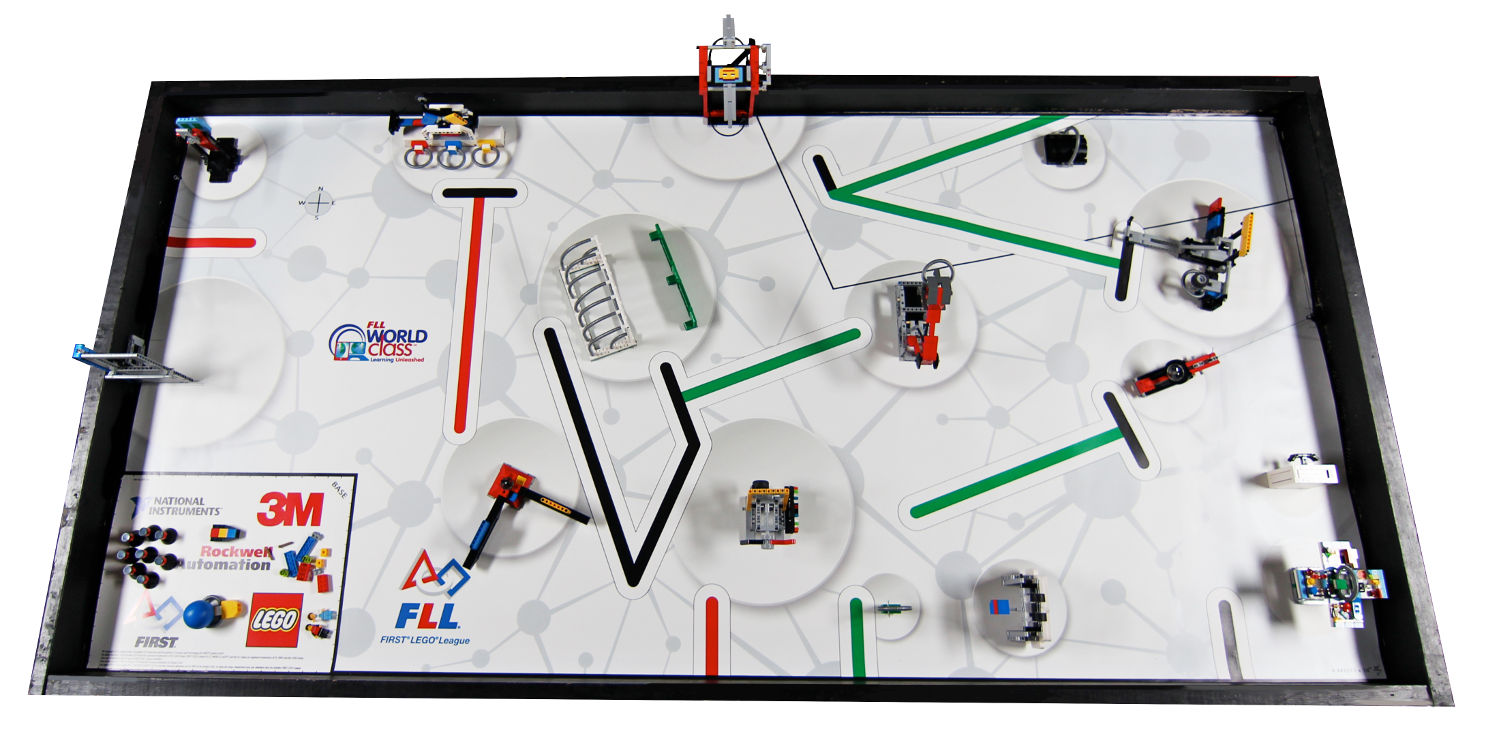 N
W E
S
FLL
WORLD
Class
Learning Unleashed
BASE
NATIONAL
INSTRUMENTS
3M
Rockwell
Automation
LEGO
FIRST
FLL
FIRST LEGO League